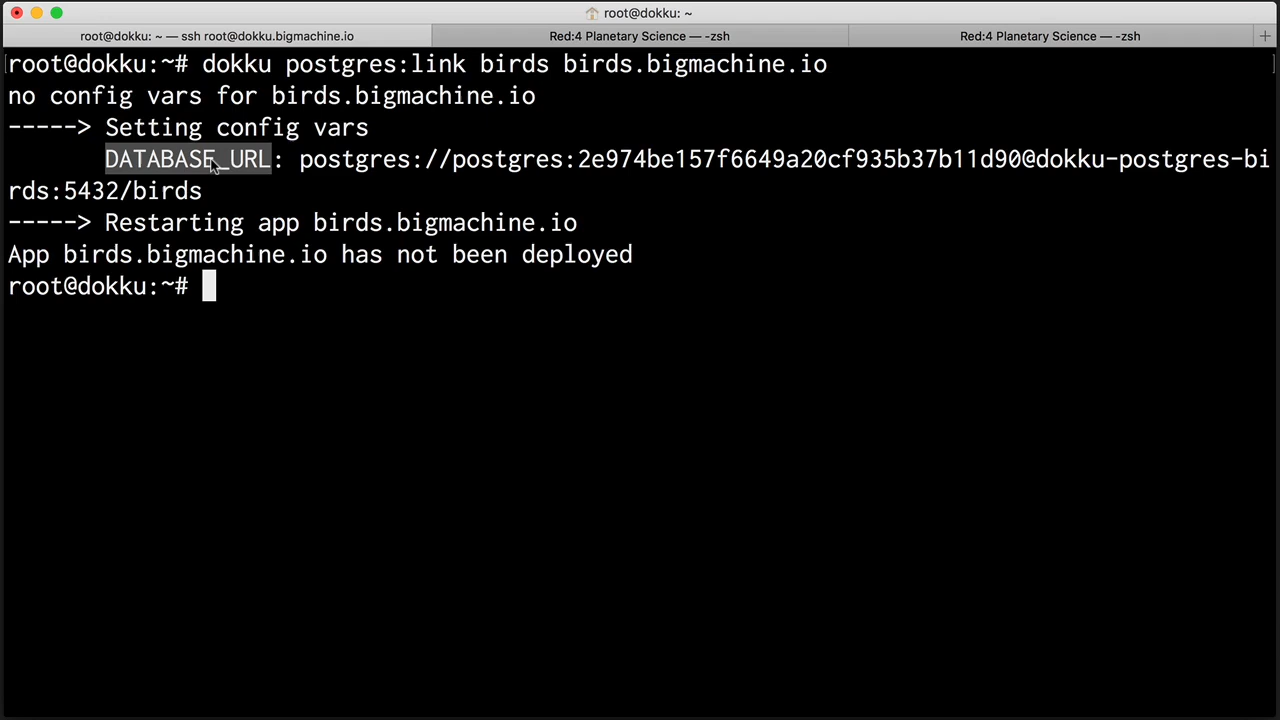 root@dokku: ~
root@dokku: ~ — ssh root@dokku.bigmachine.io
Red:4 Planetary Science — -zsh
Red:4 Planetary Science — -zsh
root@dokku:~# dokku postgres:link birds birds.bigmachine.io
no config vars for birds.bigmachine.io
-----> Setting config vars
DATABASE_URL: postgres://postgres:2e974be157f6649a20cf935b37b11d90@dokku-postgres-bi
rds:5432/birds
-----> Restarting app birds.bigmachine.io
App birds.bigmachine.io has not been deployed
root@dokku:~#